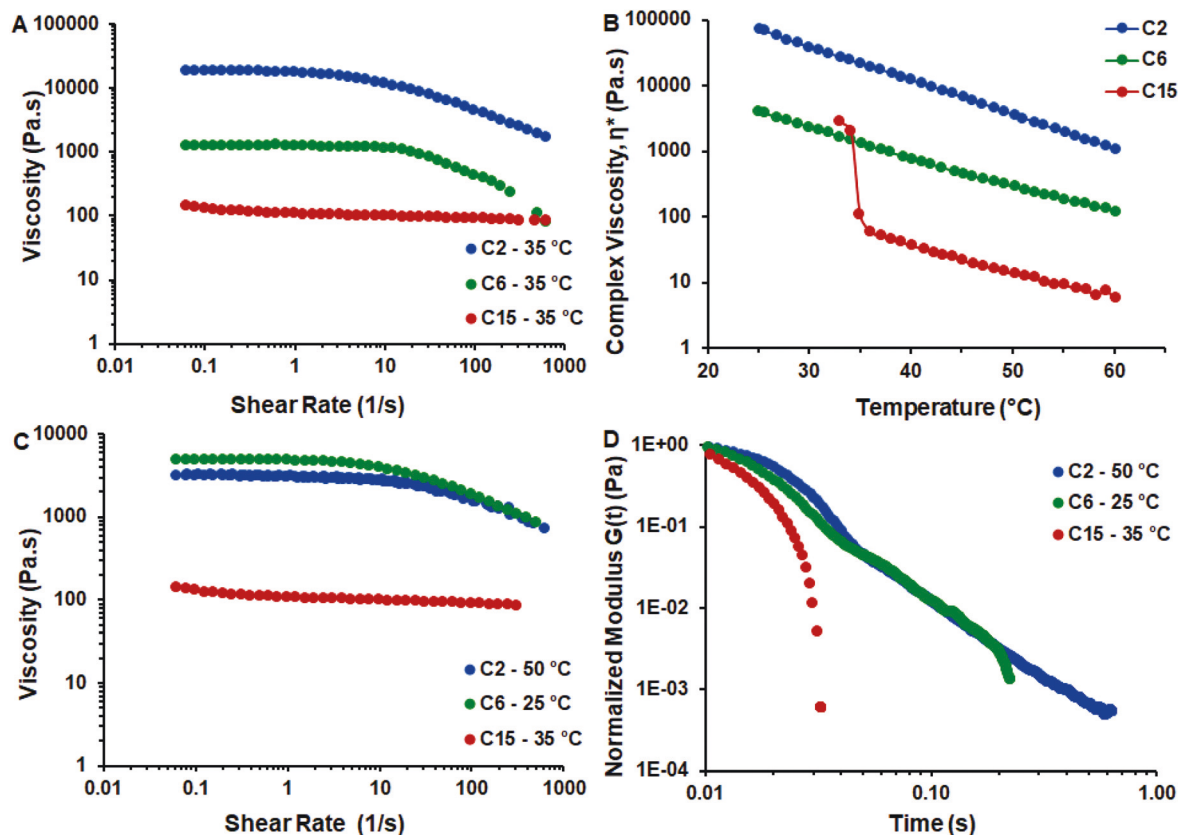 A
100000
10000
1000
100
10
1
0.01 0.1 1 10 100 1000
Viscosity (Pa.s)
Shear Rate (1/s)
C2 - 35 °C
C6 - 35 °C
C15 - 35 °C
B
100000
10000
1000
100
10
1
20 30 40 50 60
Complex Viscosity, η* (Pa.s)
Temperature (°C)
C2
C6
C15
C
10000
1000
100
10
1
0.01 0.1 1 10 100 1000
Viscosity (Pa.s)
Shear Rate (1/s)
C2 - 50 °C
C6 - 25 °C
C15 - 35 °C
D
1E+00
1E-01
1E-02
1E-03
1E-04
0.01 0.10 1.00
Normalized Modulus G(t) (Pa)
Time (s)
C2 - 50 °C
C6 - 25 °C
C15 - 35 °C